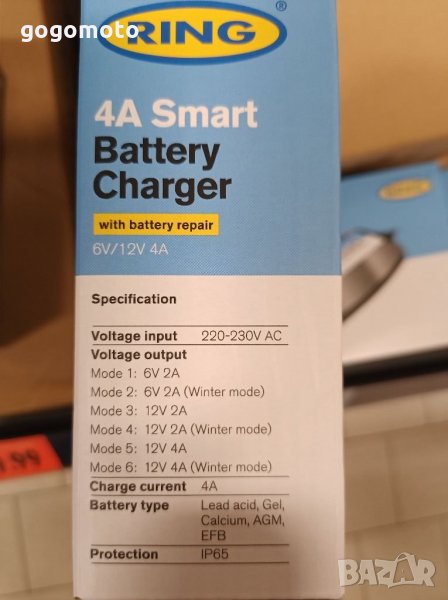 gogomoto
RING
®
4A Smart
Battery
Charger
with battery repair
6V/12V 4A
RING
Specification
Voltage input 220-230V AC
Voltage output
Mode 1: 6V 2A
Mode 2: 6V 2A (Winter mode)
Mode 3: 12V 2A
Mode 4: 12V 2A (Winter mode)
Mode 5: 12V 4A
Mode 6: 12V 4A (Winter mode)
Charge current 4A
Battery type Lead acid, Gel,
Calcium, AGM,
EFB
Protection IP65
BAZAR